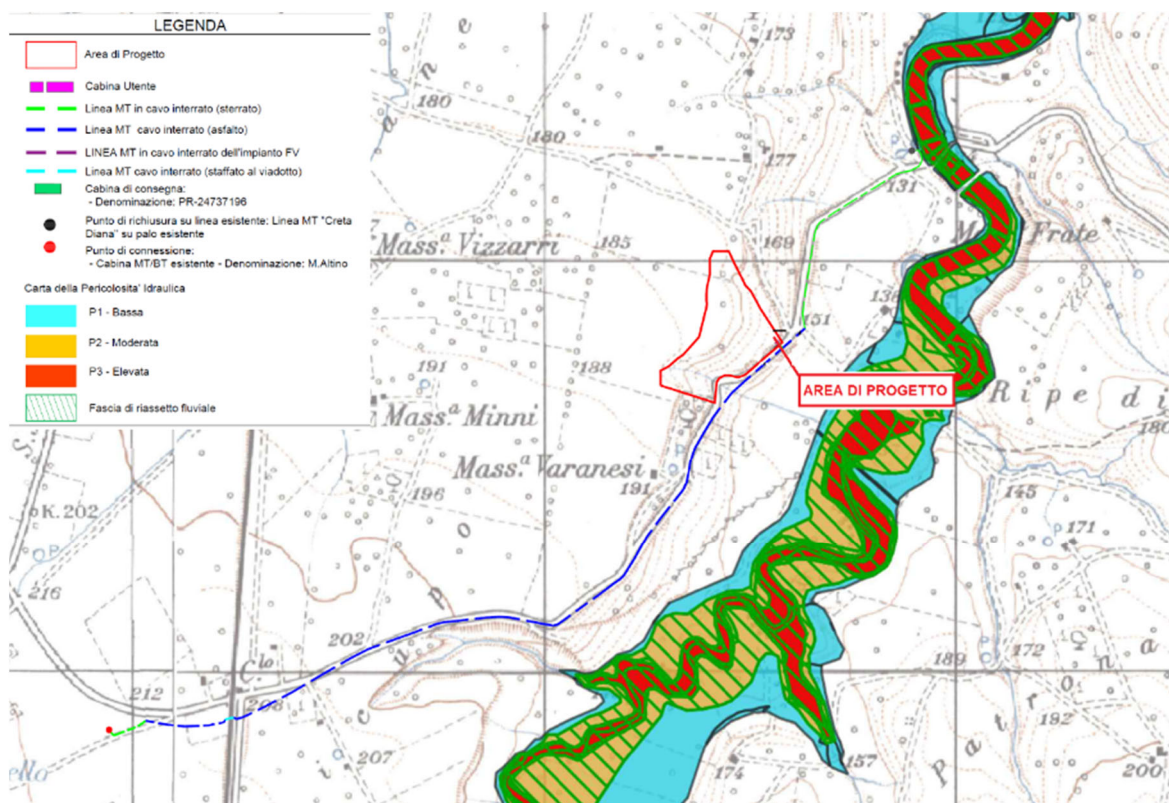 LEGENDA
Area di Progetto
Cabina Utente
Linea MT in cavo interrato (sterrato)
Linea MT cavo interrato (asfalto)
LINEA MT in cavo interrato dell'impianto FV
Linea MT cavo interrato (staffato al viadotto)
Cabina di consegna:
- Denominazione: PR-24737196
Punto di richiusura su linea esistente: Linea MT "Creta
Diana" su palo esistente
Punto di connessione:
- Cabina MT/BT esistente - Denominazione: M.Altino
Carta della Pericolosita' Idraulica
P1 - Bassa
P2 - Moderata
P3 - Elevata
Fascia di riassetto fluviale
173
180
180
177
131
Mass.a Vizzarri
185
169
Frate
151
188
191
AREA DI PROGETTO
Ripe di
180
Mass.a Minni
Mass.a Varanesi
191
196
145
P
171
K.202
P
216
202
C.lo
208
212
207
189
172
192
174
157
200